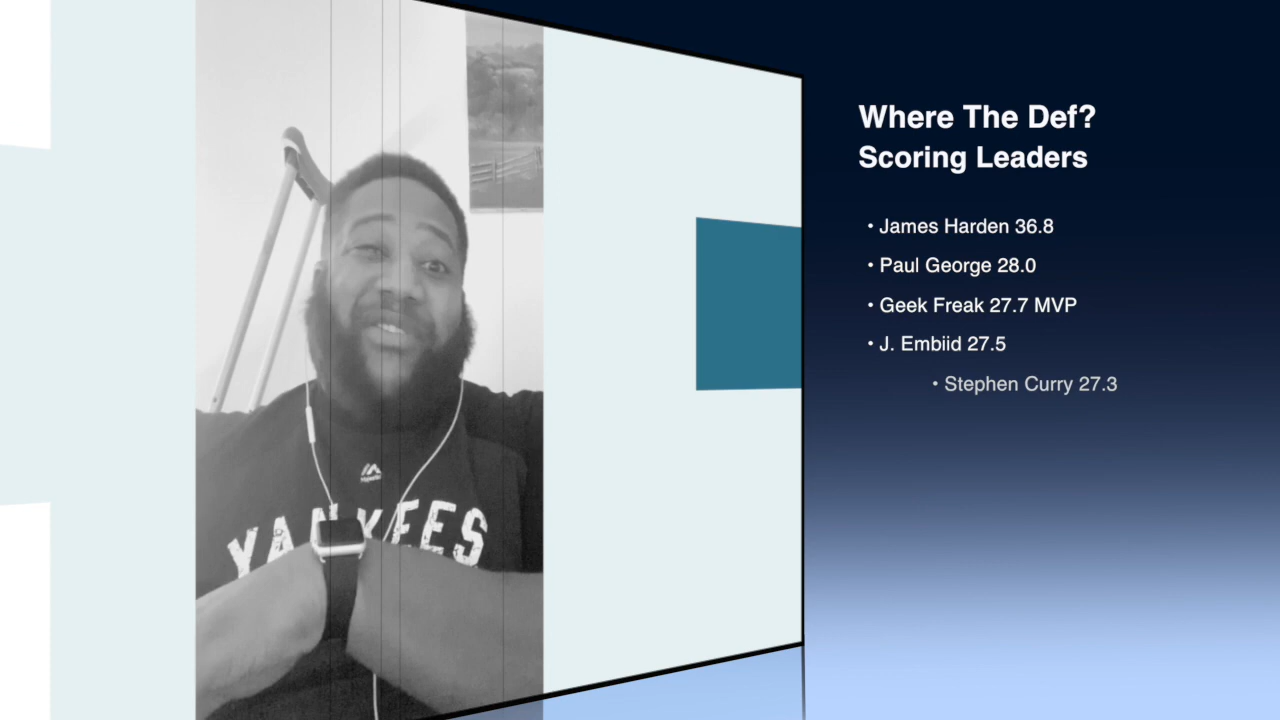 Where The Def?
Scoring Leaders
• James Harden 36.8
• Paul George 28.0
• Geek Freak 27.7 MVP
• J. Embiid 27.5
• Stephen Curry 27.3
YANKEES